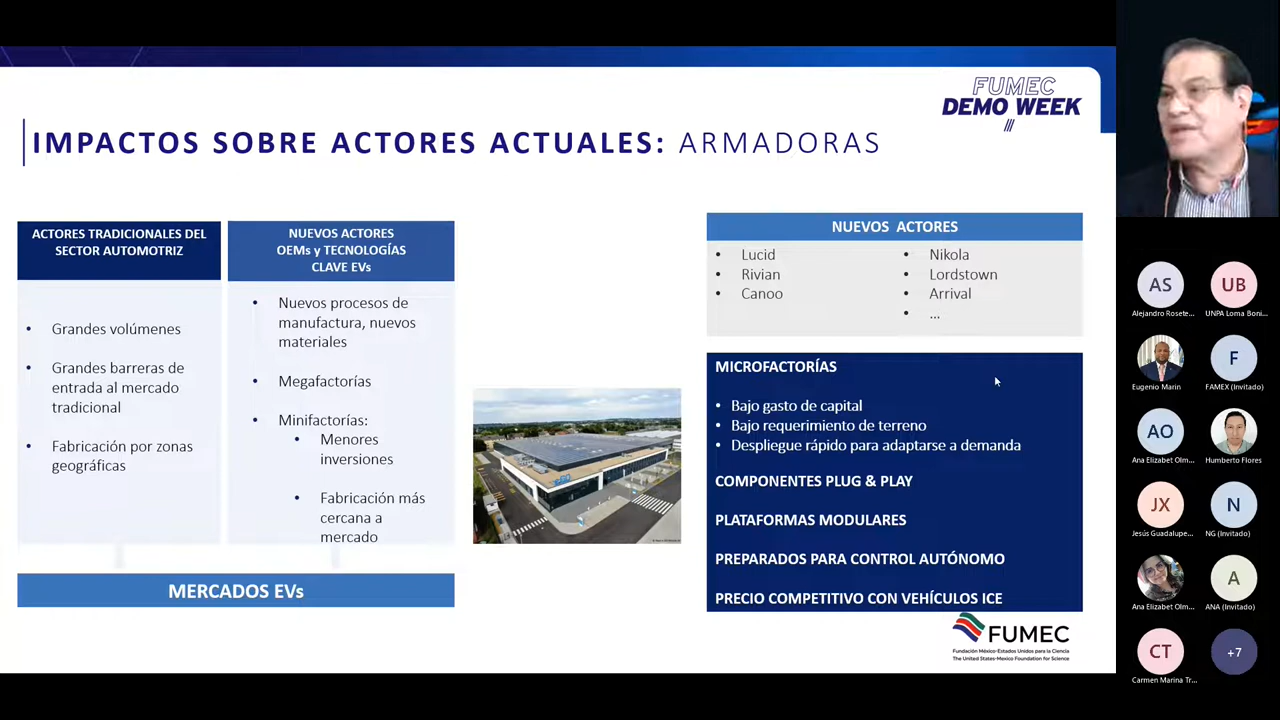 FUMEC
DEMO WEEK
IMPACTOS SOBRE ACTORES ACTUALES: ARMADORAS
ACTORES TRADICIONALES DEL
SECTOR AUTOMOTRIZ
• Grandes volúmenes
• Grandes barreras de
entrada al mercado
tradicional
• Fabricación por zonas
geográficas
NUEVOS ACTORES
OEMs y TECNOLOGÍAS
CLAVE EVs
• Nuevos procesos de
manufactura, nuevos
materiales
• Megafactorías
• Minifactorías:
• Menores
inversiones
• Fabricación más
cercana a
mercado
MERCADOS EVs
NUEVOS ACTORES
• Lucid
• Rivian
• Canoo
• Nikola
• Lordstown
• Arrival
• ...
MICROFACTORÍAS
• Bajo gasto de capital
• Bajo requerimiento de terreno
• Despliegue rápido para adaptarse a demanda
COMPONENTES PLUG & PLAY
PLATAFORMAS MODULARES
PREPARADOS PARA CONTROL AUTÓNOMO
PRECIO COMPETITIVO CON VEHÍCULOS ICE
FUMEC
Fundación México-Estados Unidos para la Ciencia
The United States-Mexico Foundation for Science
AS
Alejandro Rosete...
UB
UNPA Loma Boni...
Eugenio Marin
F
FAMEX (Invitado)
AO
Ana Elizabet Olm...
Humberto Flores
JX
Jesús Guadalupe...
N
NG (Invitado)
Ana Elizabet Olm...
A
ANA (Invitado)
CT
Carmen Marina Tr...
+7